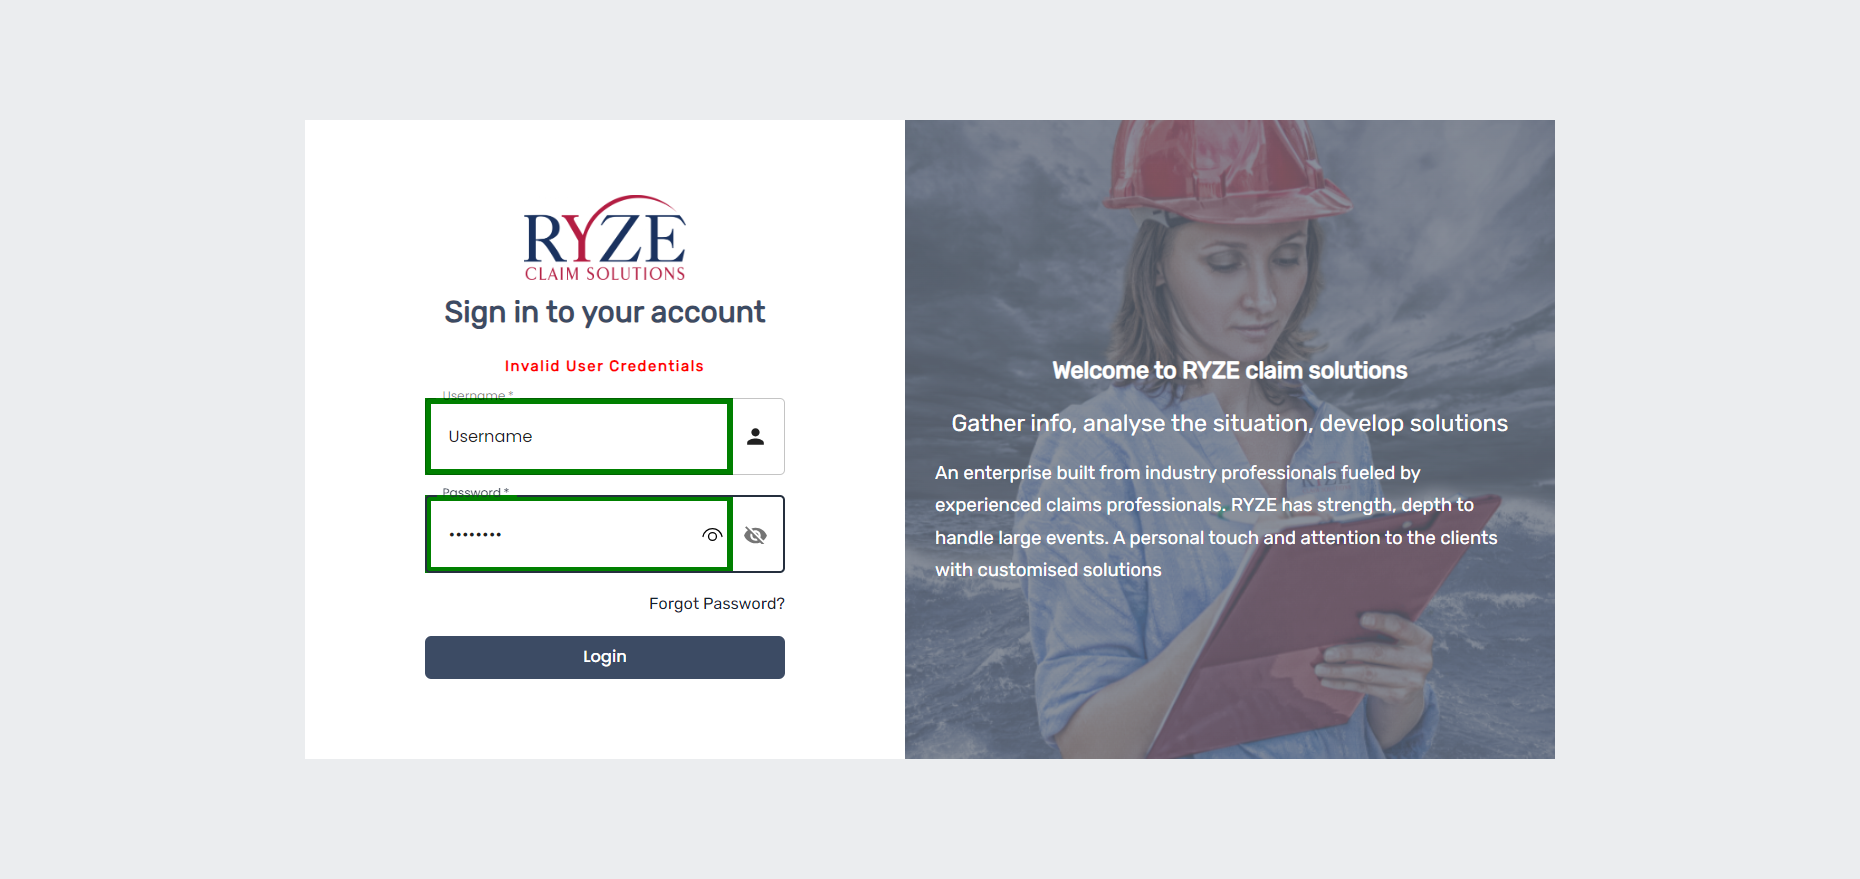 RYZE
CLAIM SOLUTIONS
Sign in to your account
Invalid User Credentials
Username *
Username
Password *
••••••••
Forgot Password?
Login
Welcome to RYZE claim solutions
Gather info, analyse the situation, develop solutions
An enterprise built from industry professionals fueled by
experienced claims professionals. RYZE has strength, depth to
handle large events. A personal touch and attention to the clients
with customised solutions